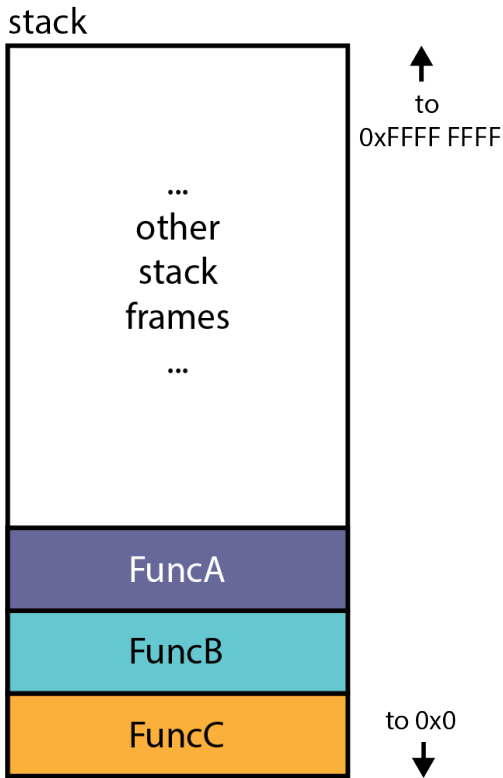 stack
to
0xFFFF FFFF
...
other
stack
frames
...
FuncA
FuncB
FuncC
to 0x0